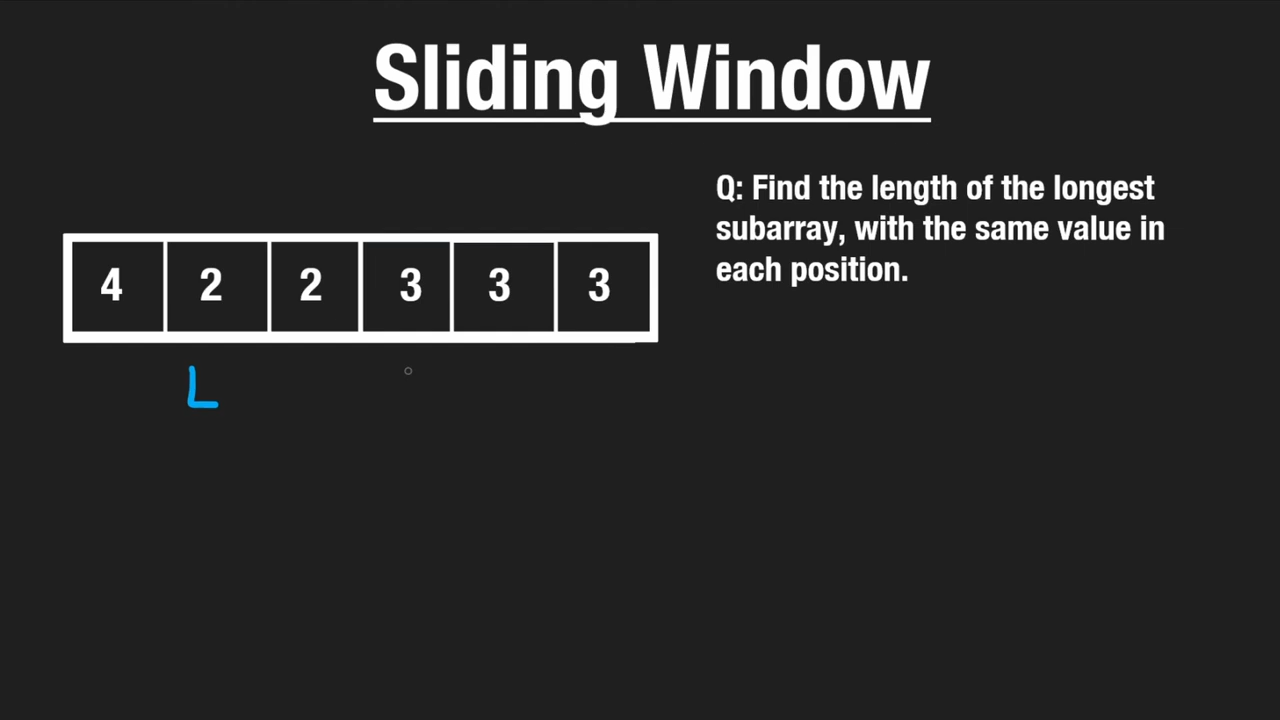 Sliding Window
Q: Find the length of the longest
subarray, with the same value in
each position.
4 2 2 3 3 3
L